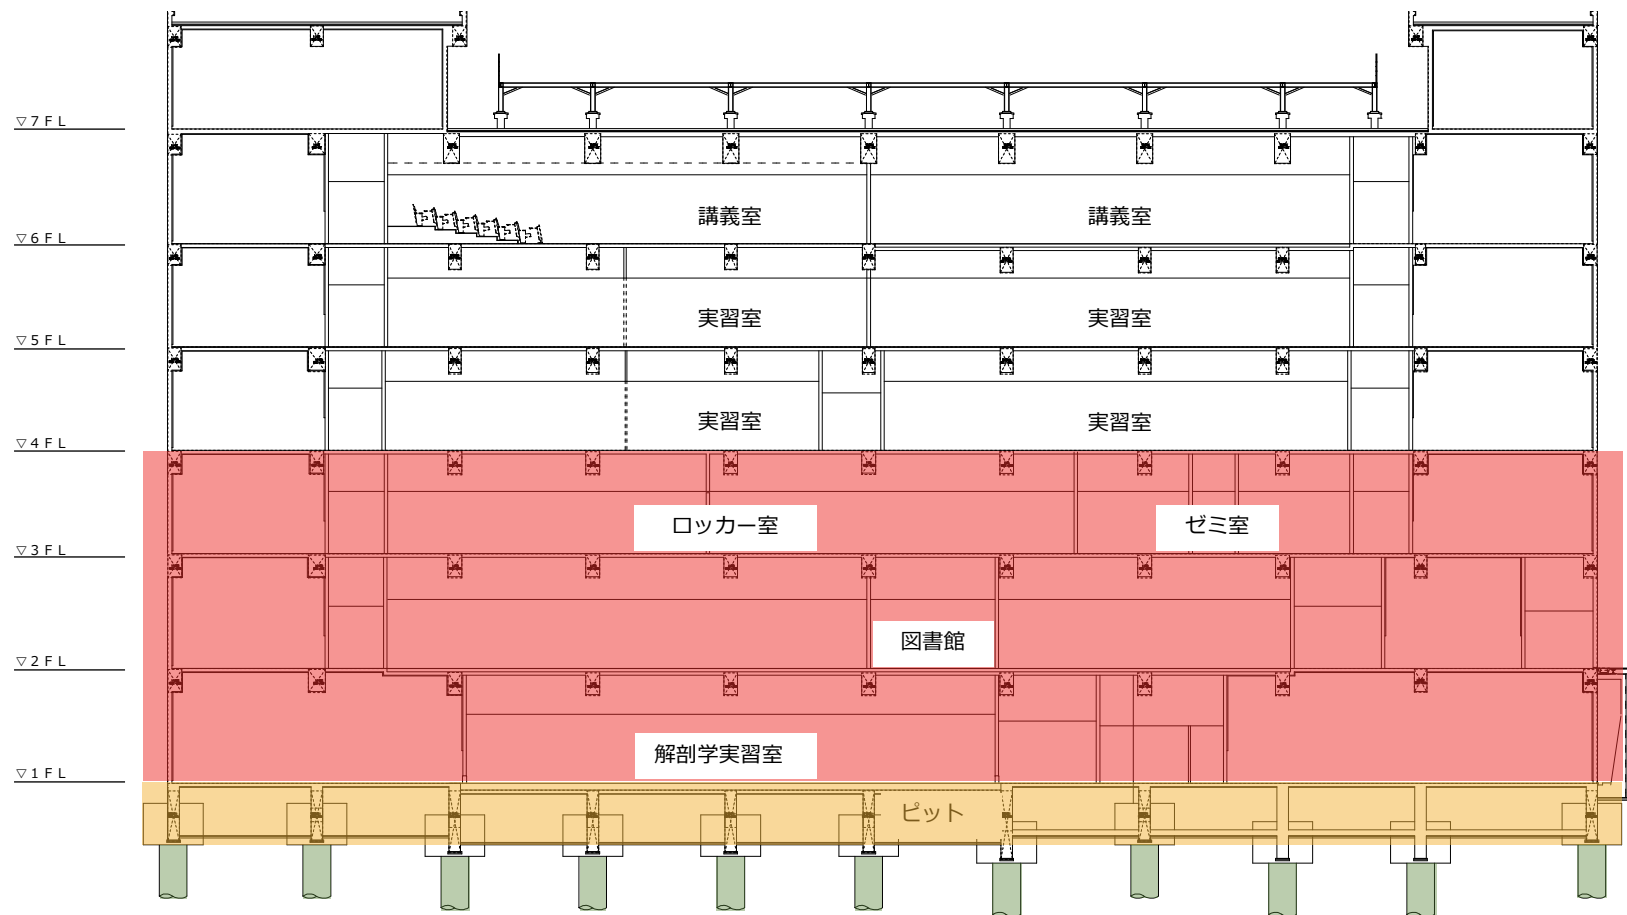 ▽7FL
講義室 講義室
▽6FL
実習室 実習室
▽5FL
実習室 実習室
▽4FL
ロッカー室 ゼミ室
▽3FL
図書館
▽2FL
解剖学実習室
▽1FL
ピット